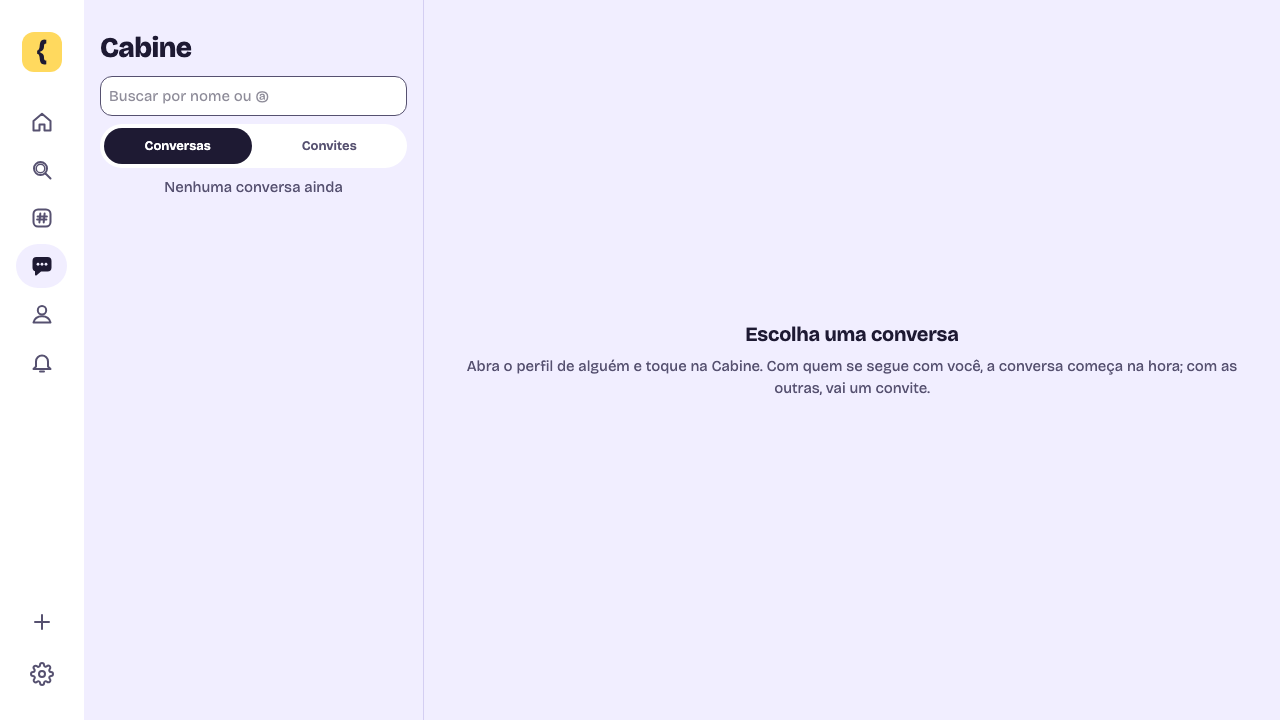 {
Cabine
Buscar por nome ou @
Conversas
Convites
Nenhuma conversa ainda
Escolha uma conversa
Abra o perfil de alguém e toque na Cabine. Com quem se segue com você, a conversa começa na hora; com as
outras, vai um convite.